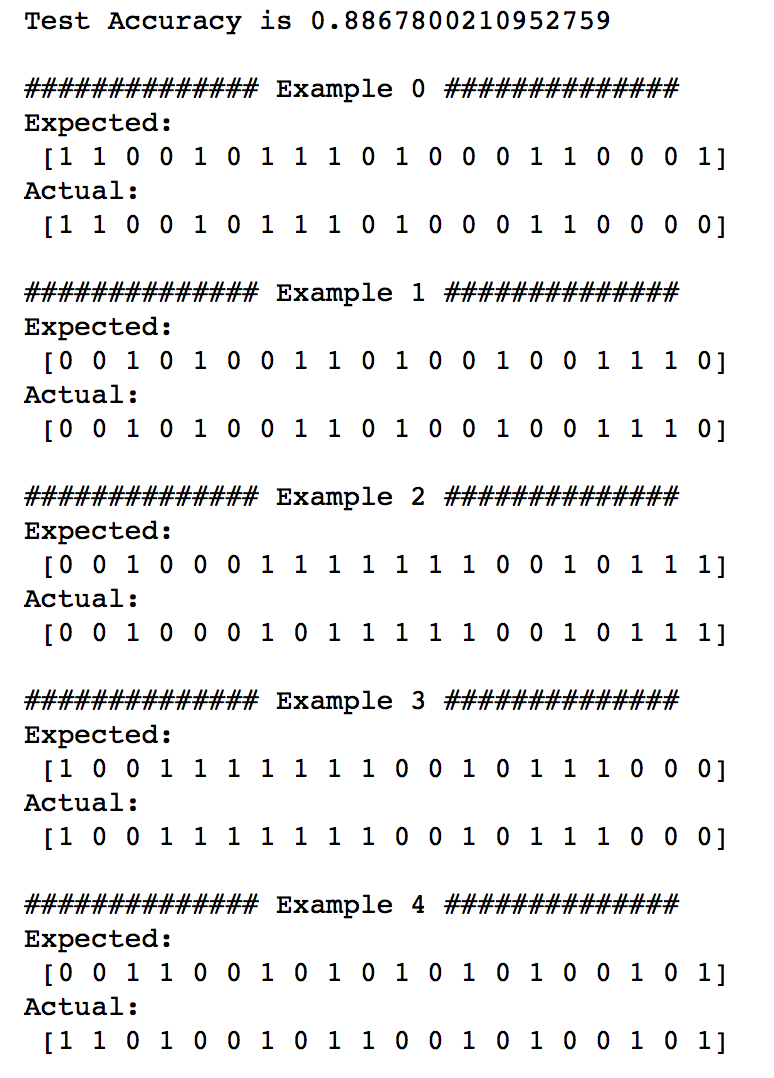 Test Accuracy is 0.8867800210952759
############## Example 0 ##############
Expected:
[1 1 0 0 1 0 1 1 1 0 1 0 0 0 1 1 0 0 0 1]
Actual:
[1 1 0 0 1 0 1 1 1 0 1 0 0 0 1 1 0 0 0 0]
############## Example 1 ##############
Expected:
[0 0 1 0 1 0 0 1 1 0 1 0 0 1 0 0 1 1 1 0]
Actual:
[0 0 1 0 1 0 0 1 1 0 1 0 0 1 0 0 1 1 1 0]
############## Example 2 ##############
Expected:
[0 0 1 0 0 0 1 1 1 1 1 1 1 0 0 1 0 1 1 1]
Actual:
[0 0 1 0 0 0 1 0 1 1 1 1 1 0 0 1 0 1 1 1]
############## Example 3 ##############
Expected:
[1 0 0 1 1 1 1 1 1 1 0 0 1 0 1 1 1 0 0 0]
Actual:
[1 0 0 1 1 1 1 1 1 1 0 0 1 0 1 1 1 0 0 0]
############## Example 4 ##############
Expected:
[0 0 1 1 0 0 1 0 1 0 1 0 1 0 1 0 0 1 0 1]
Actual:
[1 1 0 1 0 0 1 0 1 1 0 0 1 0 1 0 0 1 0 1]